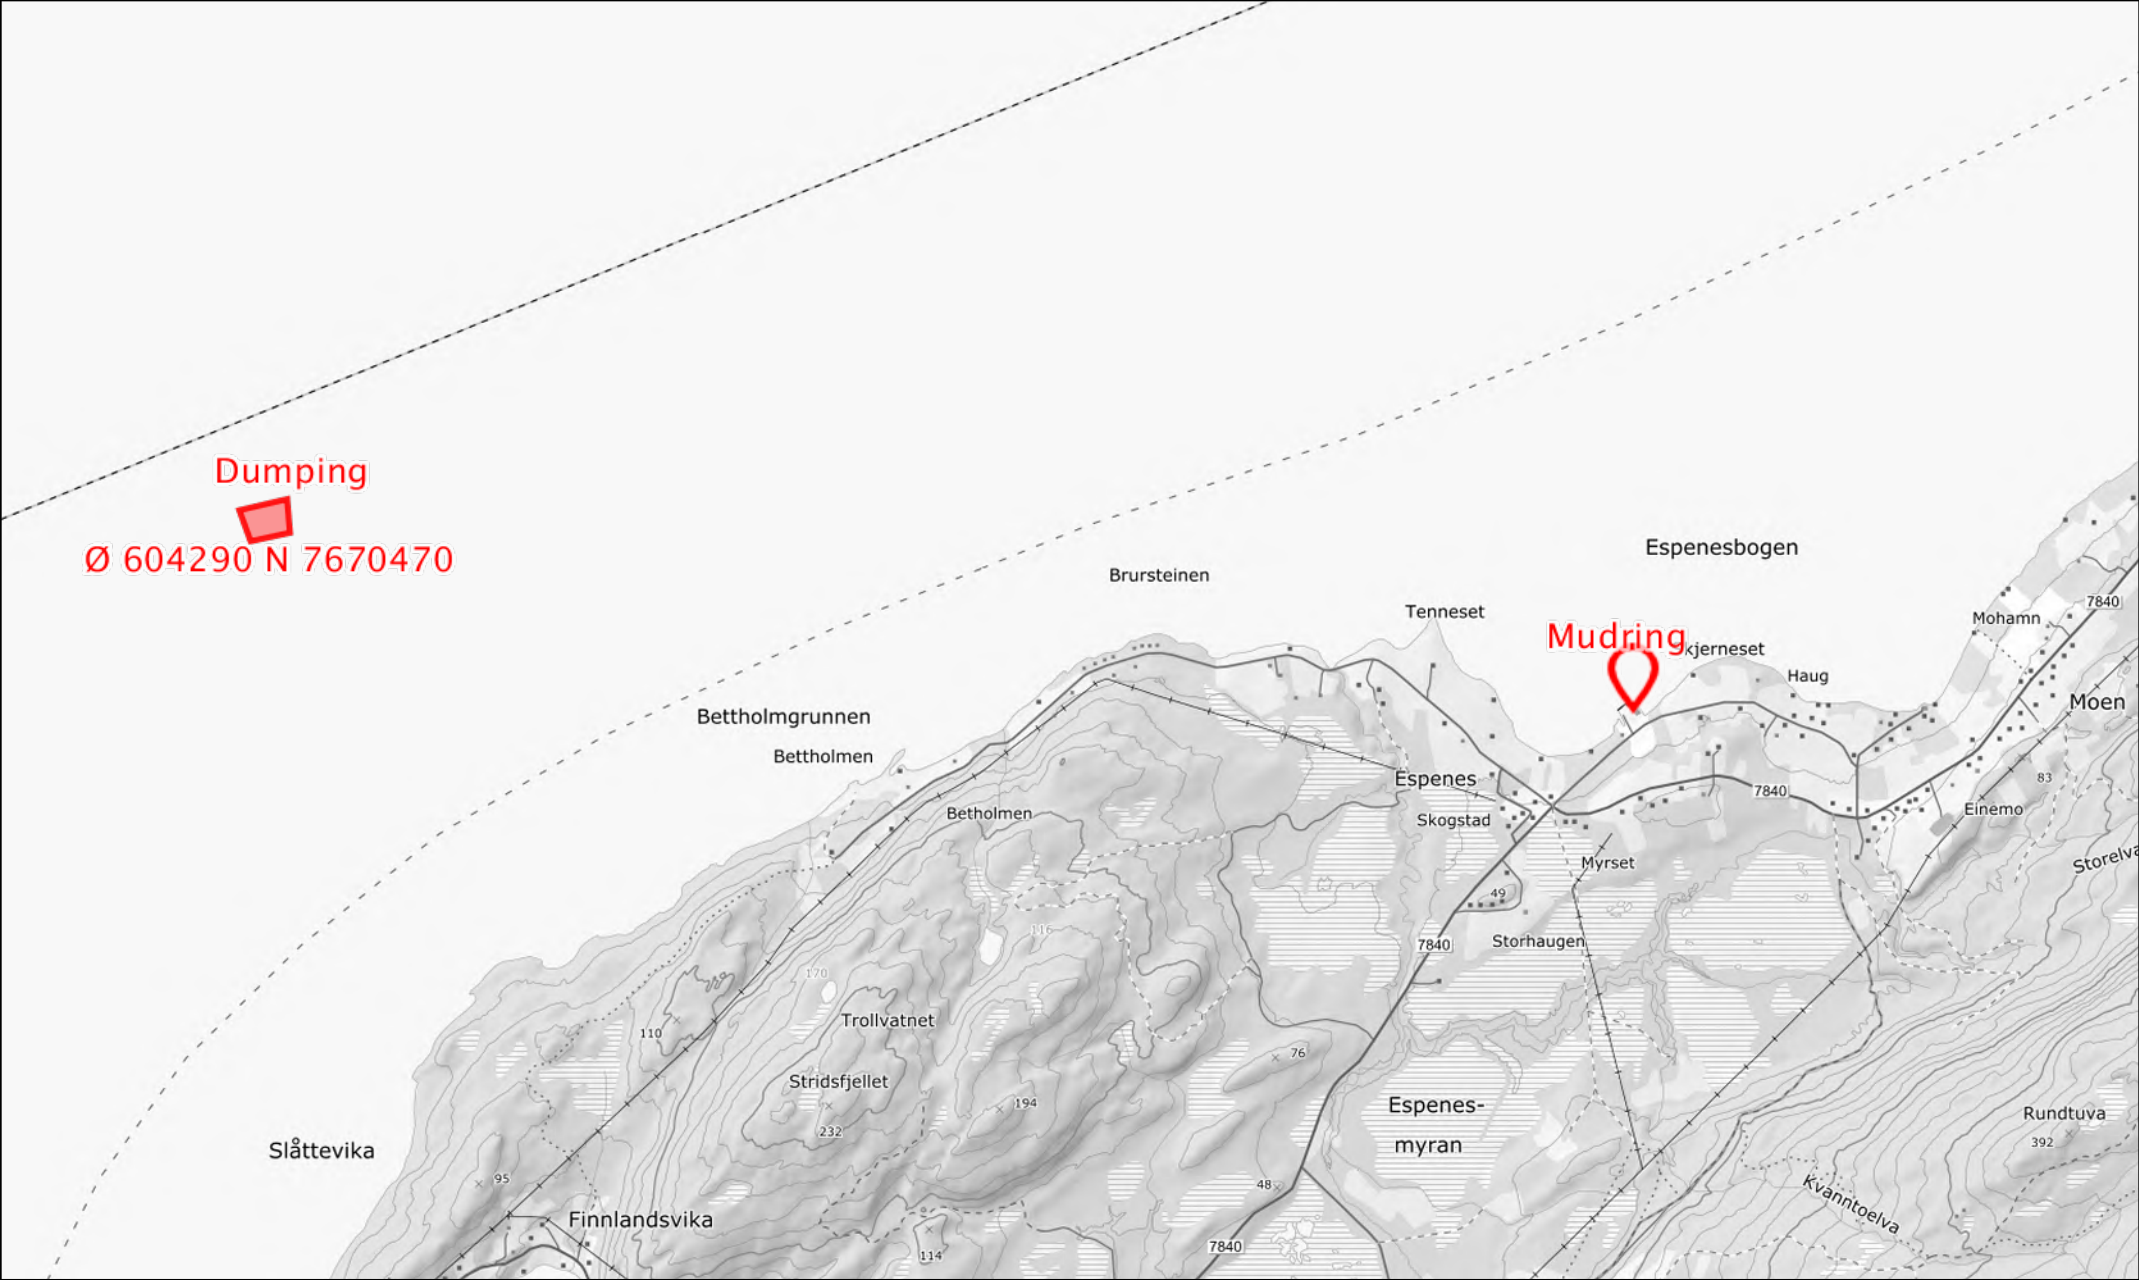 Dumping
Ø 604290 N 7670470
Espenesbogen
Brursteinen
Tenneset
7840
Mohamn
Mudring
kjerneset
Haug
Moen
Bettholmgrunnen
Bettholmen
Espenes
83
7840
Betholmen
Skogstad
Einemo
Myrset
Storelva
49
116
7840
Storhaugen
170
Trollvatnet
110
76
Stridsfjellet
194
Espenes-
myran
Rundtuva
232
392
Slåttevika
95
48
Kvanntoelva
Finnlandsvika
7840
114